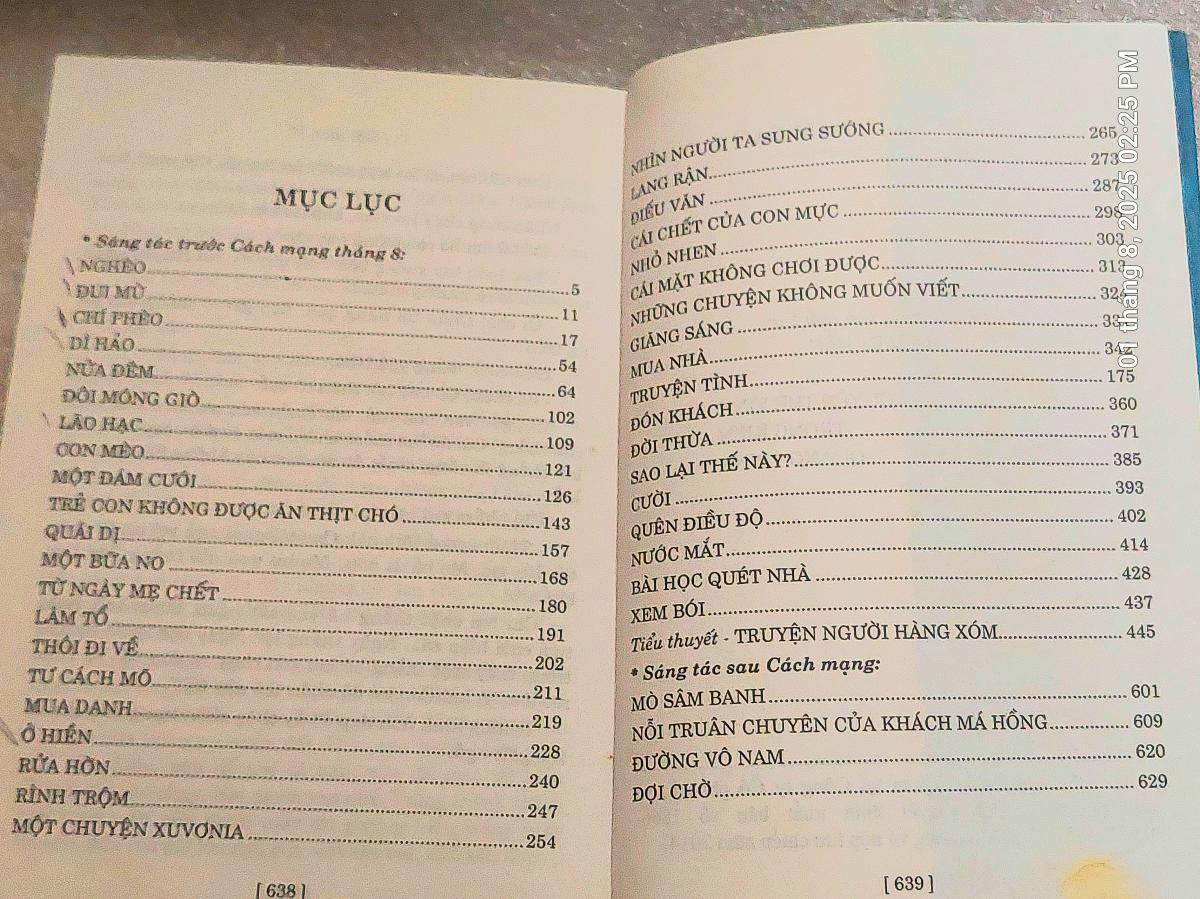 MỤC LỤC
* Sáng tác trước Cách mạng tháng 8:
NGHÈO 5
ĐUI MÙ 11
CHÍ PHÈO 17
DÌ HẢO 54
NỬA ĐÊM 64
ĐÔI MÓNG GIÒ 102
LÃO HẠC 109
CON MÈO 121
MỘT ĐÁM CƯỚI 126
TRẺ CON KHÔNG ĐƯỢC ĂN THỊT CHÓ 143
QUÁI DỊ 157
MỘT BỮA NO 168
TỪ NGÀY MẸ CHẾT 180
LÀM TỔ 191
THÔI ĐI VỀ 202
TƯ CÁCH MÕ 211
MUA DANH 219
Ở HIỀN 228
RỬA HỜN 240
RÌNH TRỘM 247
MỘT CHUYỆN XUVƠNIA 254
[ 638 ]
NHÌN NGƯỜI TA SUNG SƯỚNG 265
LANG RẬN 273
ĐIẾU VĂN 287
CÁI CHẾT CỦA CON MỰC 298
NHỎ NHEN 303
CÁI MẶT KHÔNG CHƠI ĐƯỢC 313
NHỮNG CHUYỆN KHÔNG MUỐN VIẾT
GIĂNG SÁNG
MUA NHÀ
TRUYỆN TÌNH 175
ĐÓN KHÁCH 360
ĐỜI THỪA 371
SAO LẠI THẾ NÀY? 385
CƯỜI 393
QUÊN ĐIỀU ĐỘ 402
NƯỚC MẮT 414
BÀI HỌC QUÉT NHÀ 428
XEM BÓI 437
Tiểu thuyết - TRUYỆN NGƯỜI HÀNG XÓM 445
* Sáng tác sau Cách mạng:
MÒ SÂM BANH 601
NỖI TRUÂN CHUYÊN CỦA KHÁCH MÁ HỒNG 609
ĐƯỜNG VÔ NAM 620
ĐỢI CHỜ 629
[ 639 ]
01 tháng 8, 2025 02:25 PM